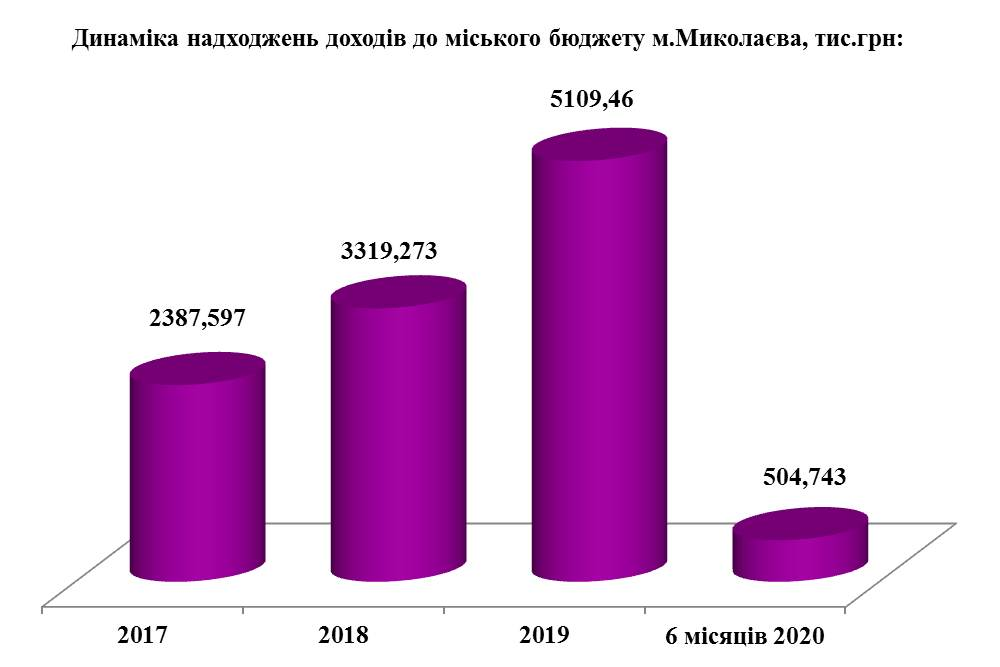 Динаміка надходжень доходів до міського бюджету м.Миколаєва, тис.грн:
5109,46
3319,273
2387,597
504,743
2017 2018 2019 6 місяців 2020